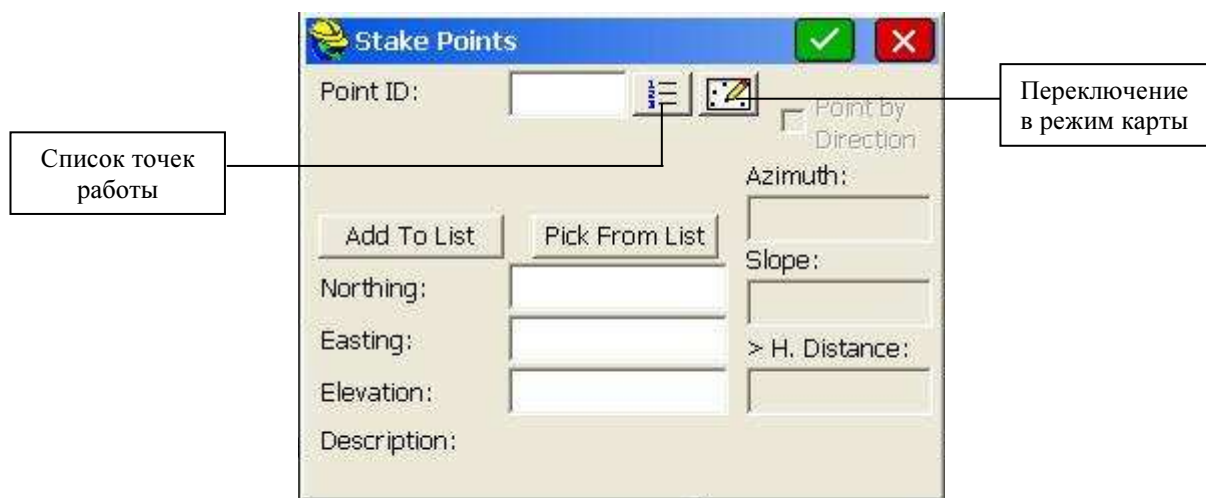 Stake Points
Point ID:
Point by
Direction
Переключение
в режим карты
Список точек
работы
Azimuth:
Add To List
Pick From List
Slope:
Northing:
Easting:
> H. Distance:
Elevation:
Description: